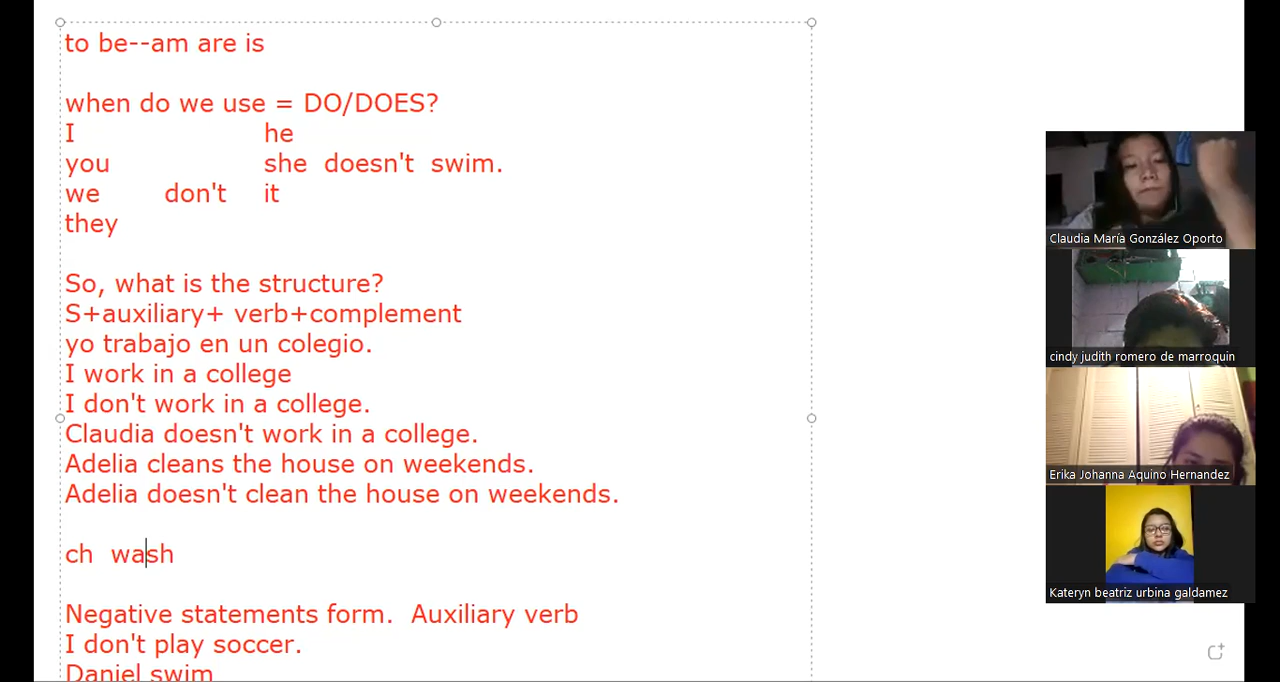 to be--am are is
when do we use = DO/DOES?
I he
you she doesn't swim.
we don't it
they
So, what is the structure?
S+auxiliary+ verb+complement
yo trabajo en un colegio.
I work in a college
I don't work in a college.
Claudia doesn't work in a college.
Adelia cleans the house on weekends.
Adelia doesn't clean the house on weekends.
ch wash
Negative statements form. Auxiliary verb
I don't play soccer.
Daniel swim
Claudia María González Oporto
cindy judith romero de marroquin
Erika Johanna Aquino Hernandez
Kateryn beatriz urbina galdamez